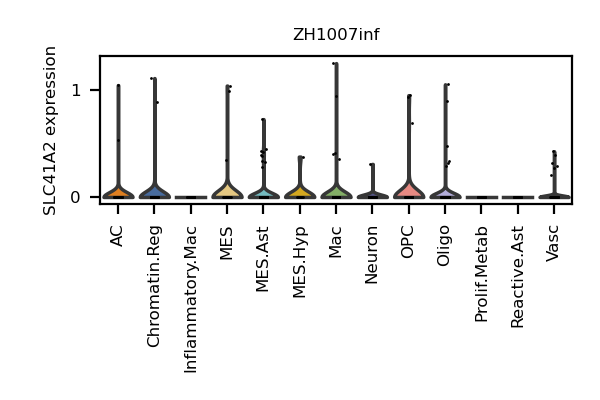 ZH1007inf
SLC41A2 expression
1
0
AC
Chromatin.Reg
Inflammatory.Mac
MES
MES.Ast
MES.Hyp
Mac
Neuron
OPC
Oligo
Prolif.Metab
Reactive.Ast
Vasc